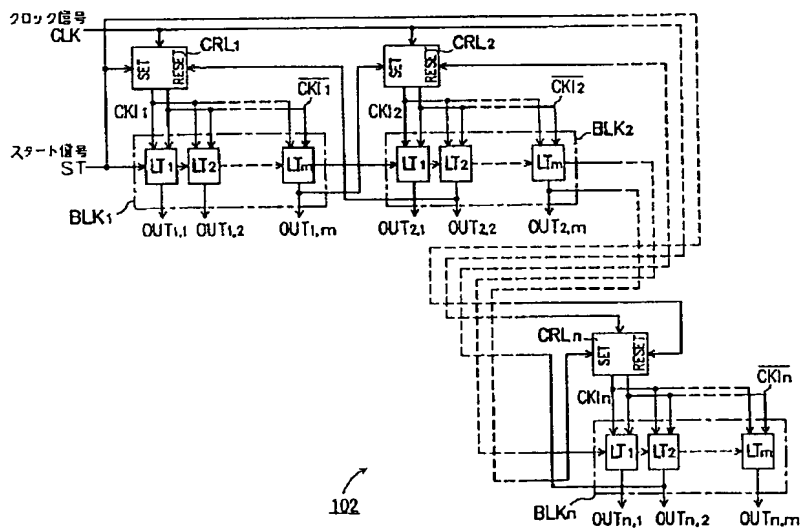 クロック信号
CLK
CRL1
CRL2
SET
RESET
SET
RESET
CKI1
CKI1
CKI2
CKI2
BLK2
スタート信号
ST
LT1
LT2
LTm
LT1
LT2
LTm
BLK1
OUT1,1
OUT1,2
OUT1,m
OUT2,1
OUT2,2
OUT2,m
CRLn
SET
RESET
CKIn
CKIn
LT1
LT2
LTm
102
BLKn
OUTn,1
OUTn,2
OUTn,m